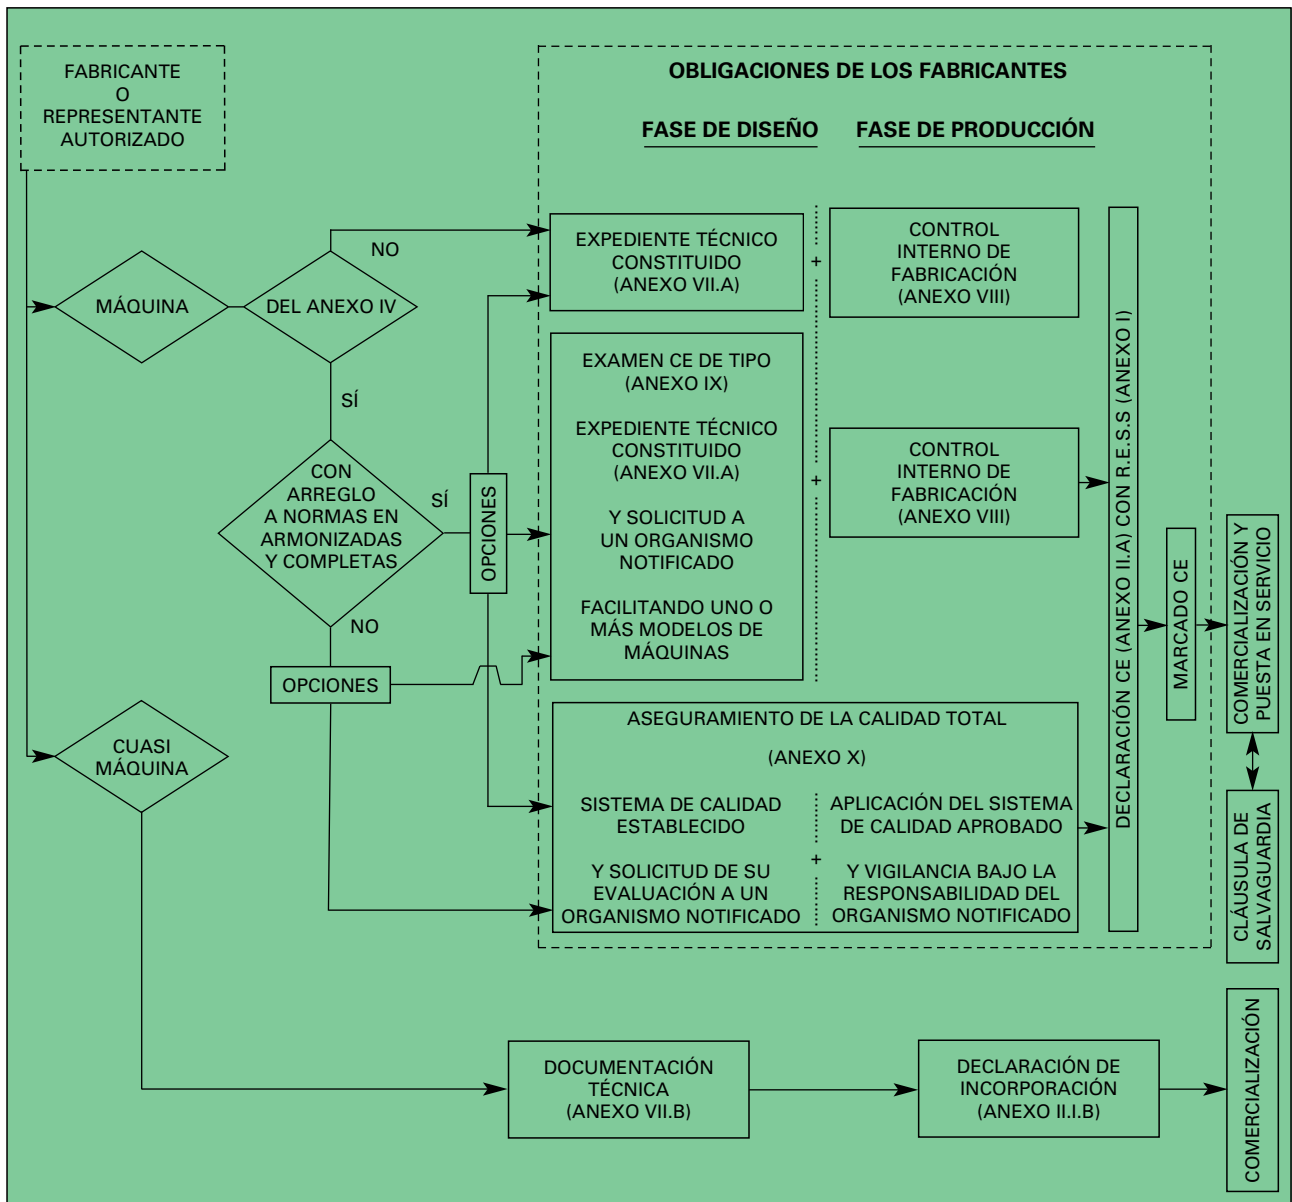 FABRICANTE
O
REPRESENTANTE
AUTORIZADO
OBLIGACIONES DE LOS FABRICANTES
FASE DE DISEÑO
FASE DE PRODUCCIÓN
MÁQUINA
DEL ANEXO IV
NO
SÍ
EXPEDIENTE TÉCNICO
CONSTITUIDO
(ANEXO VII.A)
+
CONTROL
INTERNO DE
FABRICACIÓN
(ANEXO VIII)
CON
ARREGLO
A NORMAS EN
ARMONIZADAS
Y COMPLETAS
SÍ
NO
OPCIONES
OPCIONES
EXAMEN CE DE TIPO
(ANEXO IX)
EXPEDIENTE TÉCNICO
CONSTITUIDO
(ANEXO VII.A)
Y SOLICITUD A
UN ORGANISMO
NOTIFICADO
FACILITANDO UNO O
MÁS MODELOS DE
MÁQUINAS
+
CONTROL
INTERNO DE
FABRICACIÓN
(ANEXO VIII)
ASEGURAMIENTO DE LA CALIDAD TOTAL
(ANEXO X)
SISTEMA DE CALIDAD
ESTABLECIDO
Y SOLICITUD DE SU
EVALUACIÓN A UN
ORGANISMO NOTIFICADO
+
APLICACIÓN DEL SISTEMA
DE CALIDAD APROBADO
Y VIGILANCIA BAJO LA
RESPONSABILIDAD DEL
ORGANISMO NOTIFICADO
DECLARACIÓN CE (ANEXO II.A) CON R.E.S.S (ANEXO I)
MARCADO CE
COMERCIALIZACIÓN Y
PUESTA EN SERVICIO
CLÁUSULA DE
SALVAGUARDIA
CUASI
MÁQUINA
DOCUMENTACIÓN
TÉCNICA
(ANEXO VII.B)
DECLARACIÓN DE
INCORPORACIÓN
(ANEXO II.I.B)
COMERCIALIZACIÓN